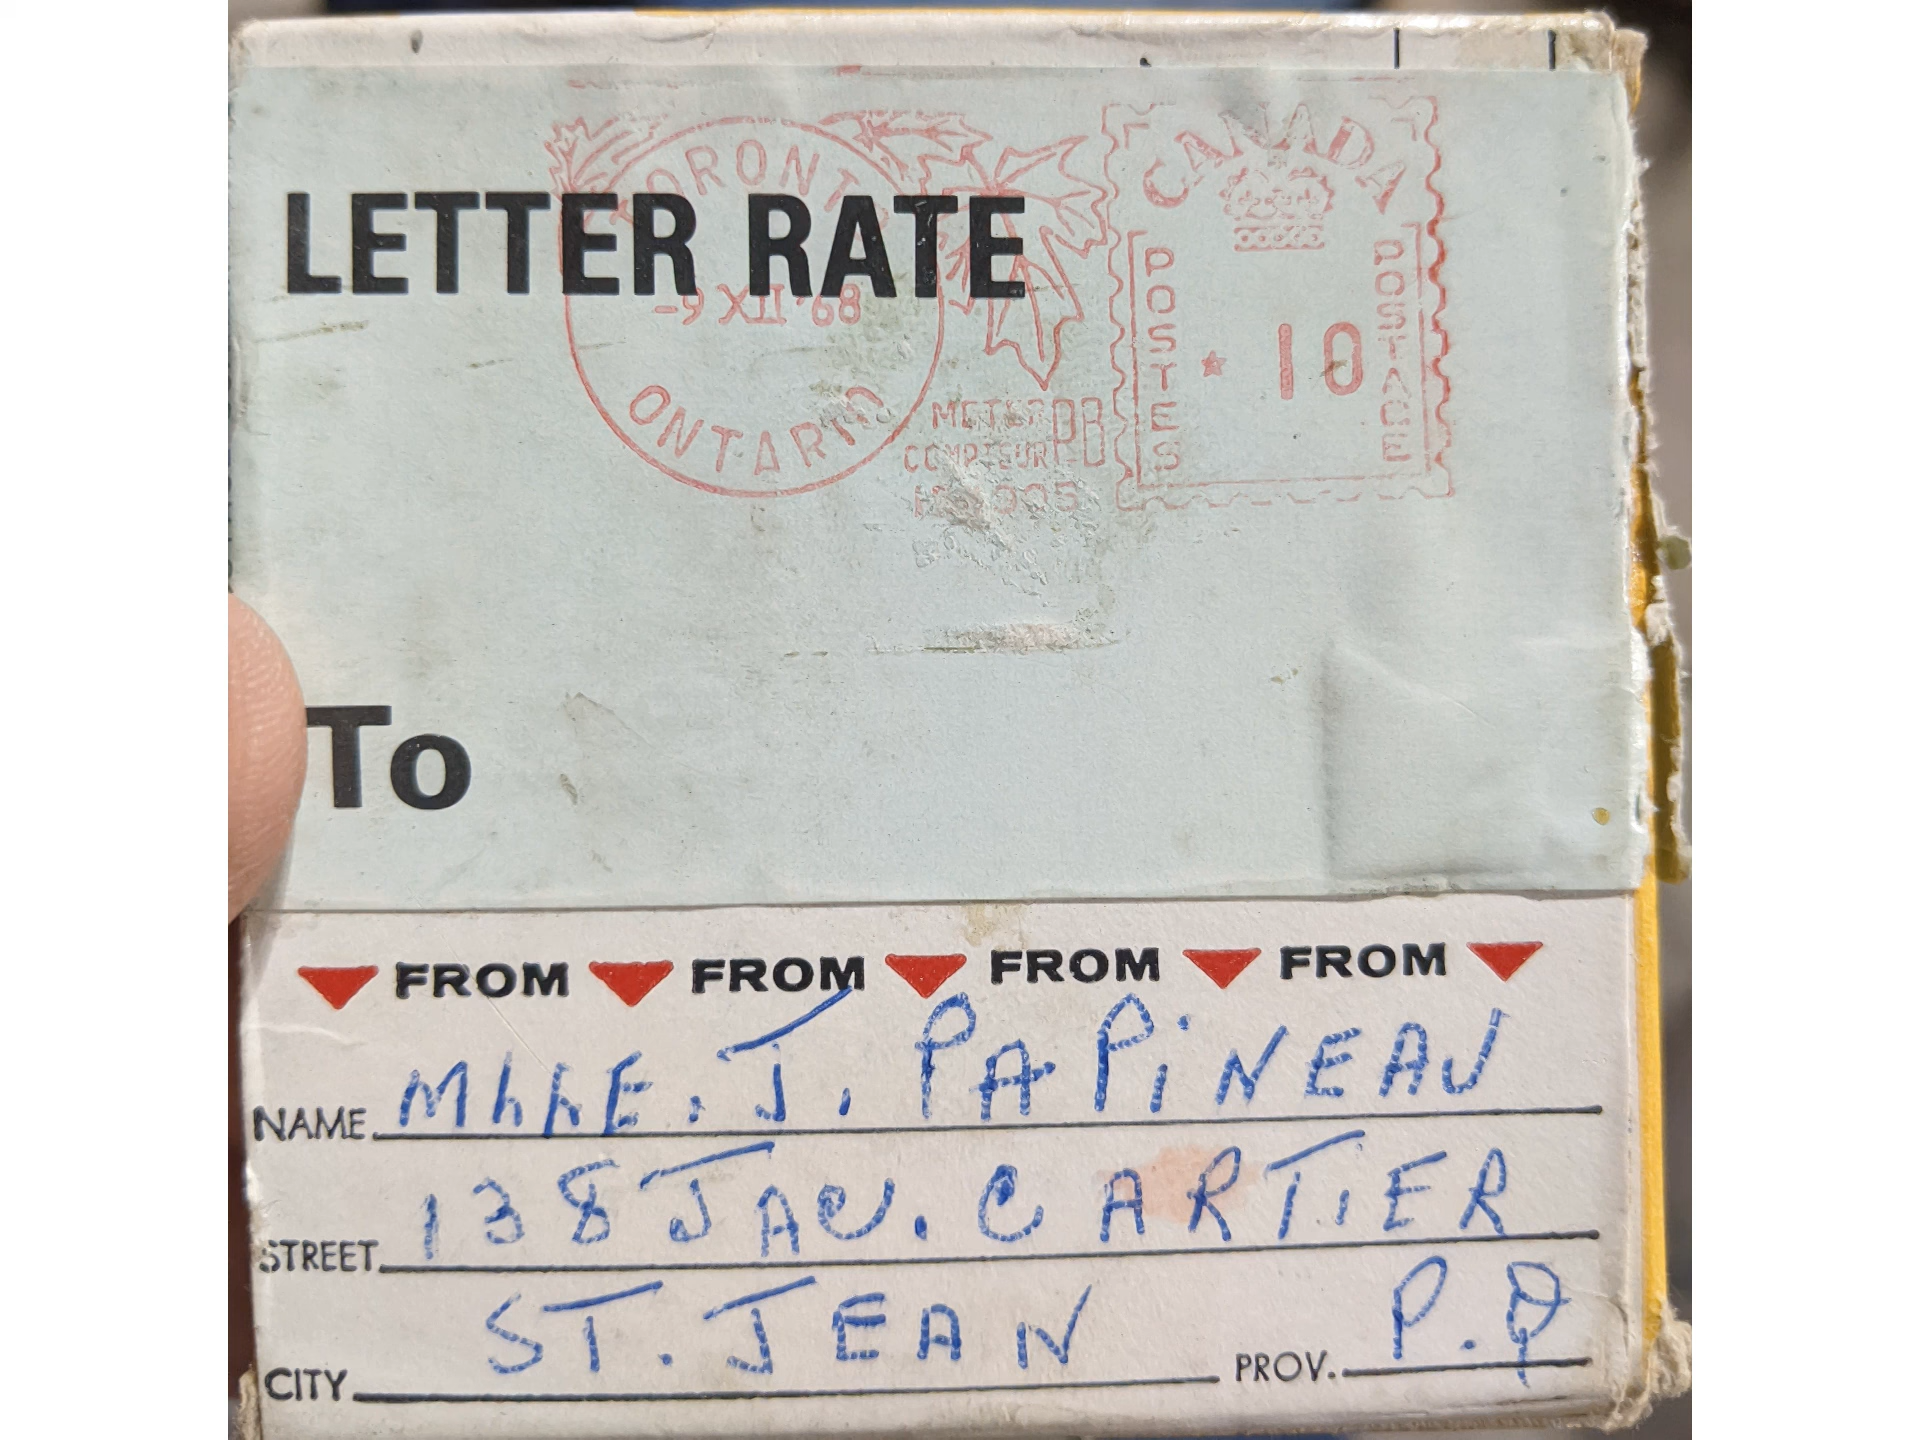 TORONTO
CANADA
LETTER RATE
-9 XII '68
POSTES
10
POSTAGE
ONTARIO
METER
COMPTEUR
PB
To
FROM FROM FROM FROM
NAME Mlle. J. PAPiNEAU
STREET 138 JAC. CARTiER
CITY ST. JEAN PROV. P.Q